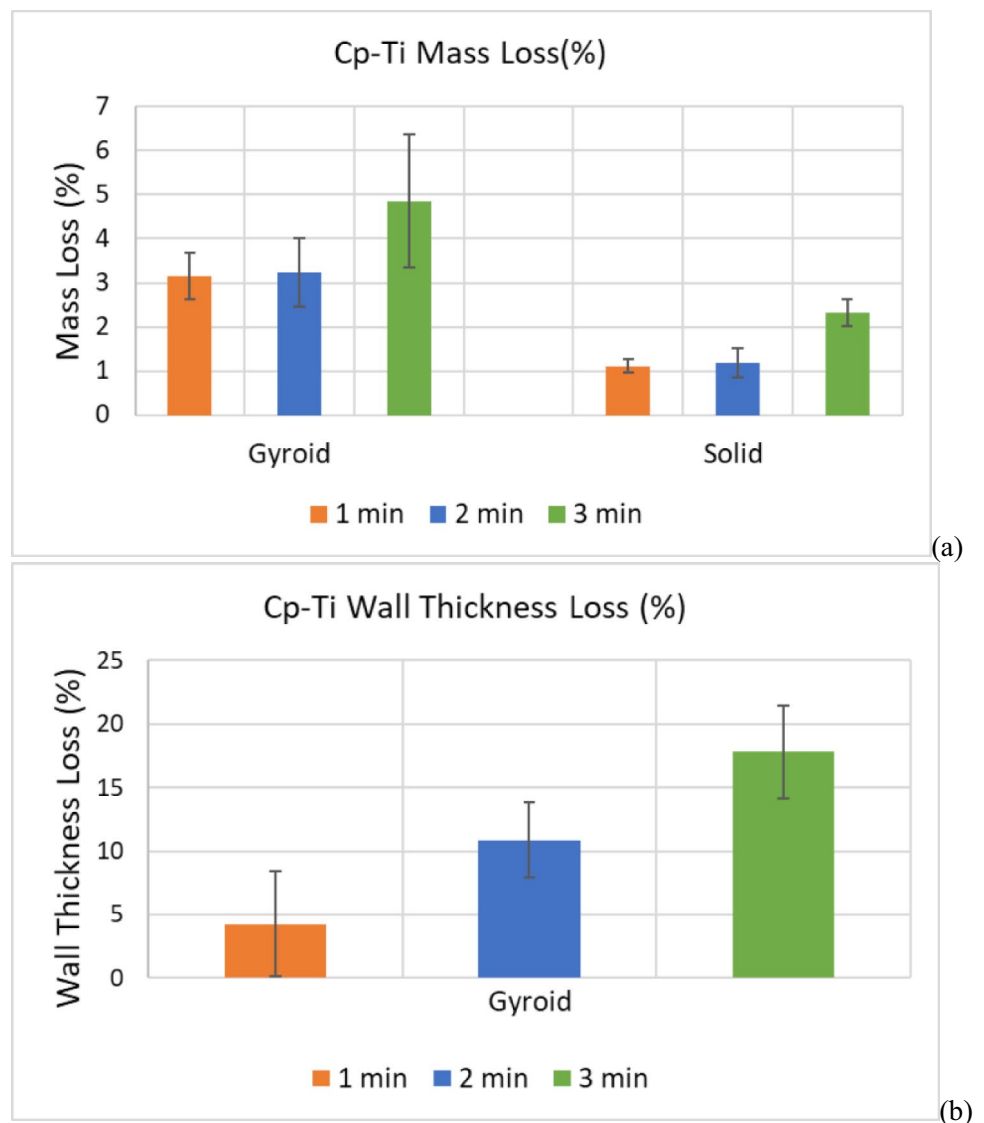 Cp-Ti Mass Loss(%)
Mass Loss (%)
7
6
5
4
3
2
1
0
Gyroid
Solid
1 min
2 min
3 min
(a)
Cp-Ti Wall Thickness Loss (%)
Wall Thickness Loss (%)
25
20
15
10
5
0
Gyroid
1 min
2 min
3 min
(b)